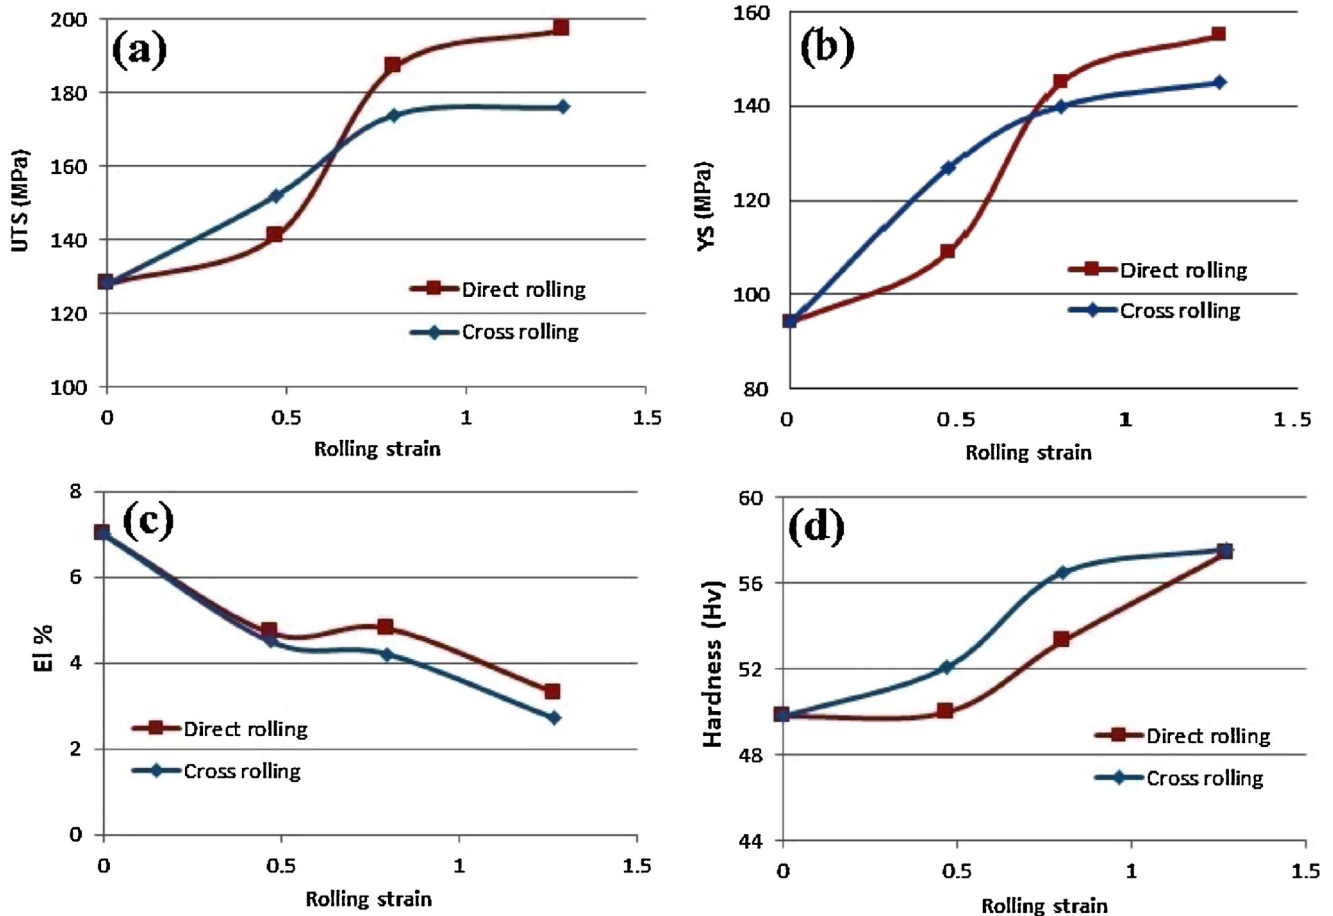 (a)
200
180
160
140
120
100
UTS (MPa)
Direct rolling
Cross rolling
0 0.5 1 1.5
Rolling strain
(b)
160
140
120
100
80
YS (MPa)
Direct rolling
Cross rolling
0 0.5 1 1.5
Rolling strain
(c)
8
6
4
2
0
El %
Direct rolling
Cross rolling
0 0.5 1 1.5
Rolling strain
(d)
60
56
52
48
44
Hardness (Hv)
Direct rolling
Cross rolling
0 0.5 1 1.5
Rolling strain